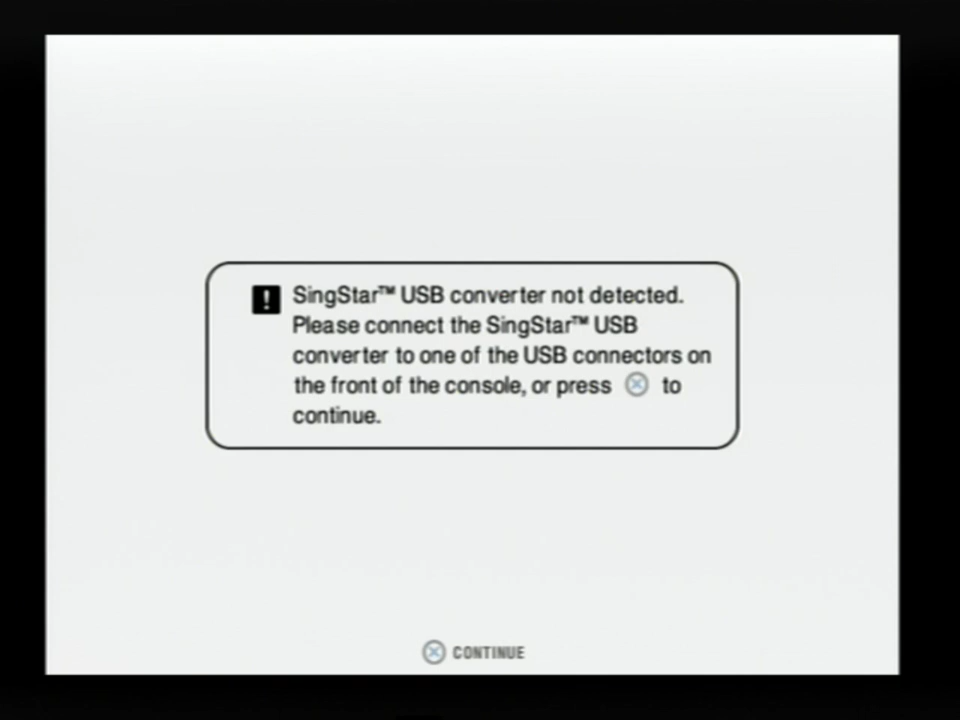 ! SingStar™ USB converter not detected.
Please connect the SingStar™ USB
converter to one of the USB connectors on
the front of the console, or press ⓧ to
continue.
ⓧ CONTINUE